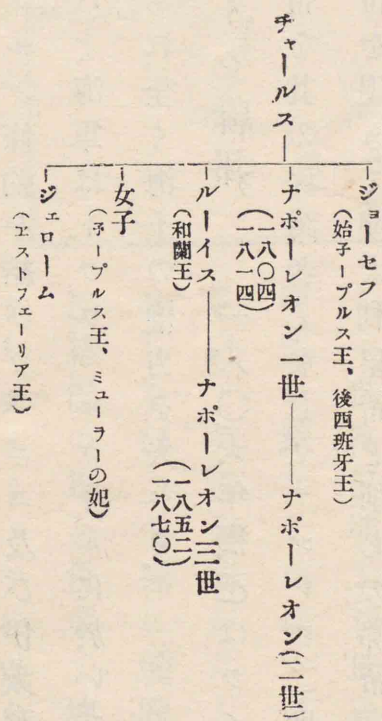 チャールス
ジョーセフ
(始子ープルス王、後西班牙王)
ナポーレオン一世――ナポーレオン(二世)
(一八〇四)
(一八一四)
ルーイス――ナポーレオン三世
(和蘭王)
(一八五二)
(一八七〇)
女子
(子ープルス王、ミューラーの妃)
ジェローム
(ヱストフェーリア王)